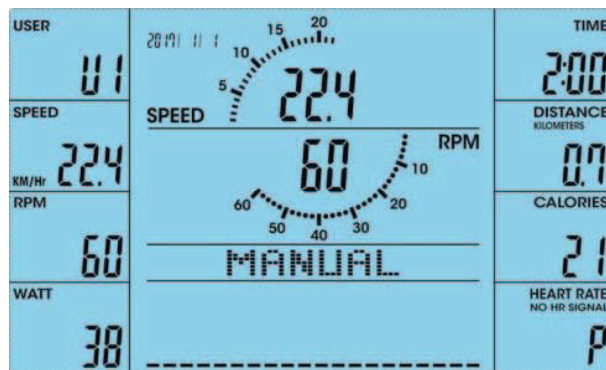 USER
U1
SPEED
KM/Hr 22.4
RPM
60
WATT
38
2017/ 1/ 1
5
10
15
20
SPEED 22.4
60
RPM
10
20
30
40
50
60
MANUAL
TIME
2:00
DISTANCE
KILOMETERS
0.7
CALORIES
21
HEART RATE
NO HR SIGNAL
P